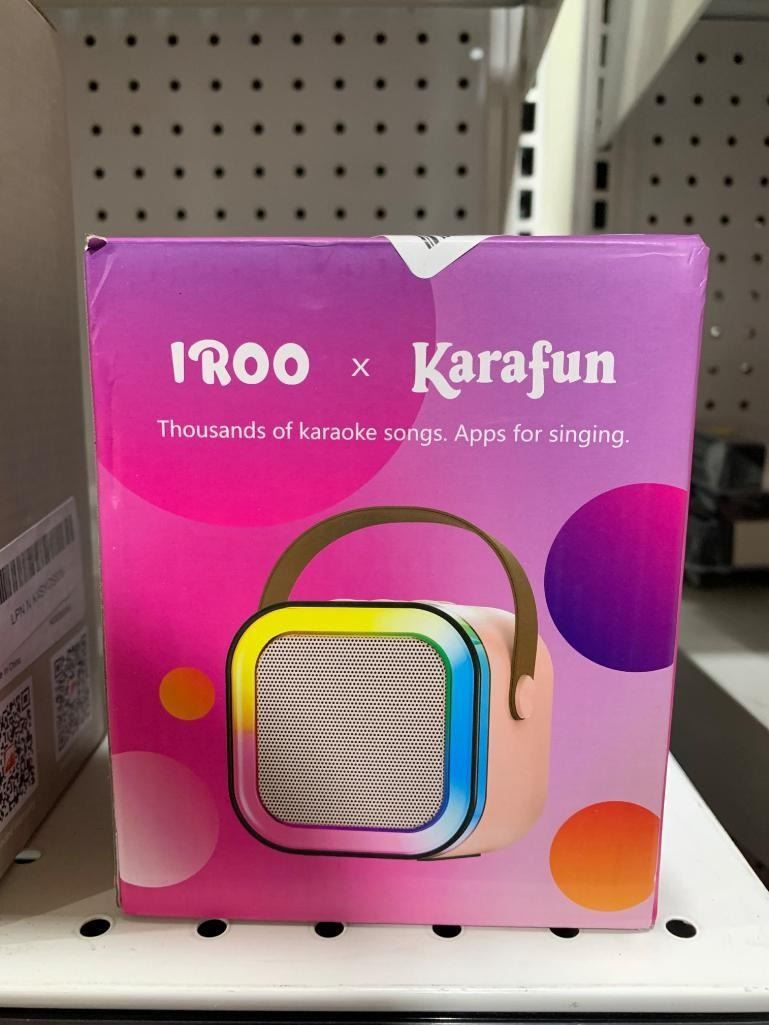 IROO x Karafun
Thousands of karaoke songs. Apps for singing.